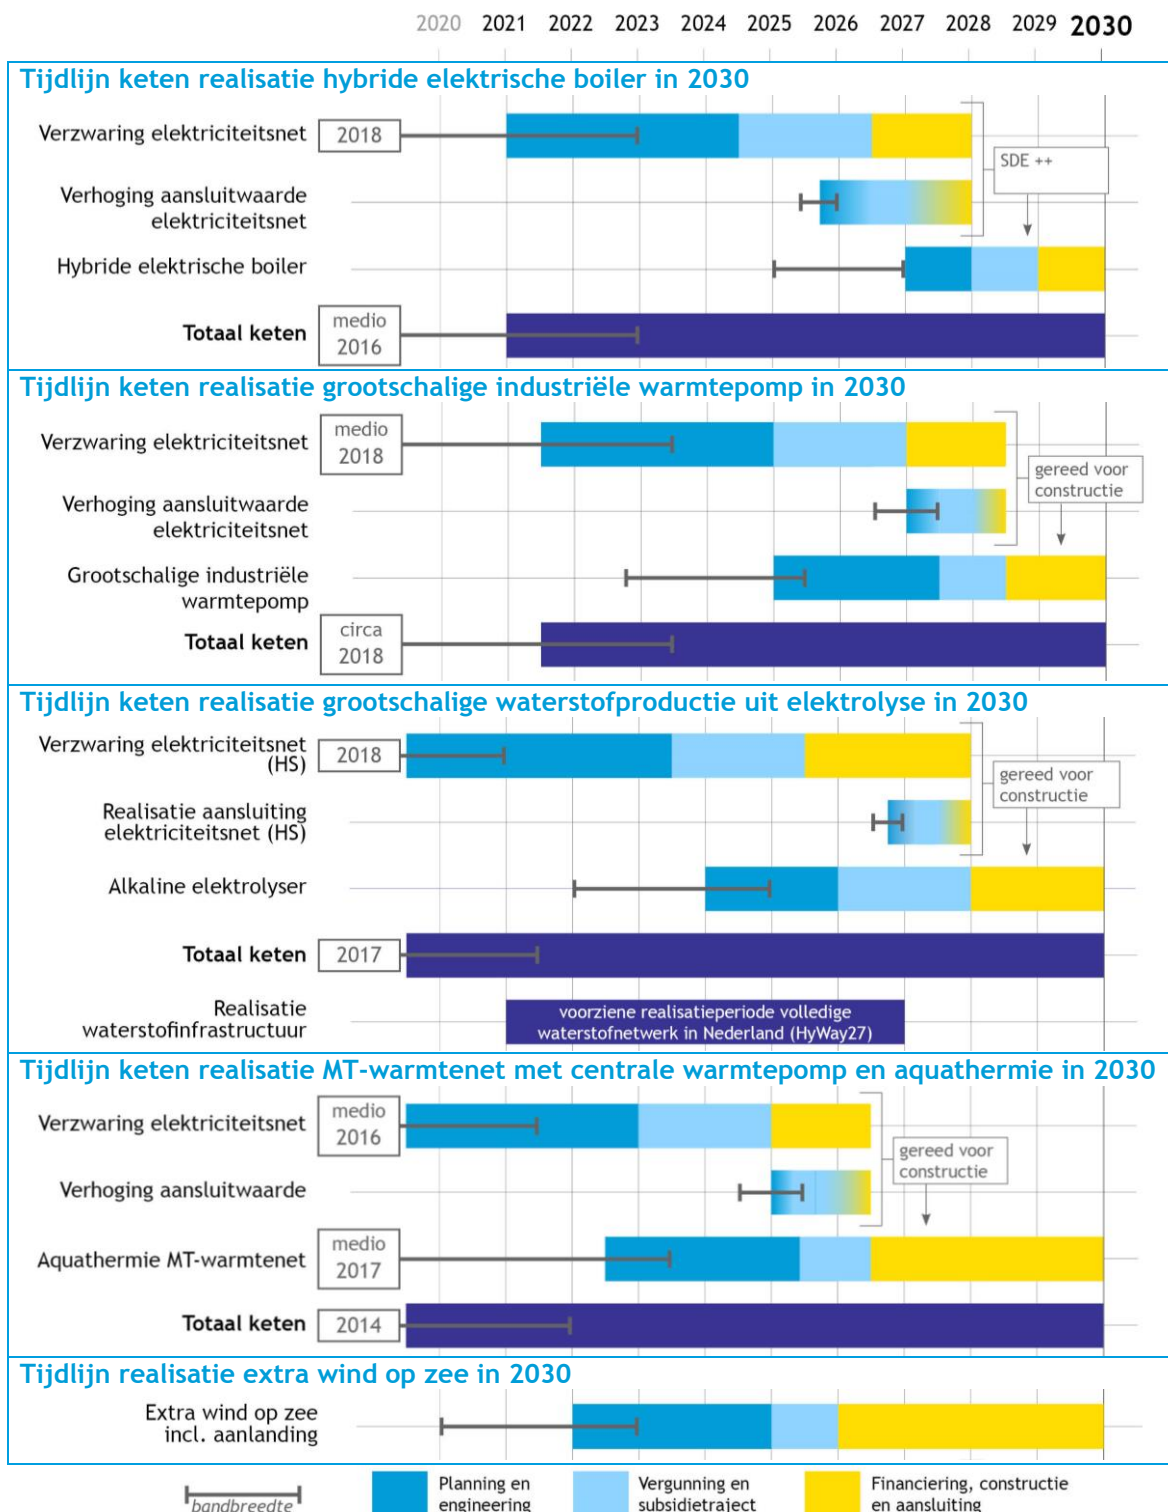 2020 2021 2022 2023 2024 2025 2026 2027 2028 2029 2030
Tijdlijn keten realisatie hybride elektrische boiler in 2030
Verzwaring elektriciteitsnet
2018
Verhoging aansluitwaarde
elektriciteitsnet
SDE ++
Hybride elektrische boiler
Totaal keten
medio
2016
Tijdlijn keten realisatie grootschalige industriële warmtepomp in 2030
Verzwaring elektriciteitsnet
medio
2018
Verhoging aansluitwaarde
elektriciteitsnet
gereed voor
constructie
Grootschalige industriële
warmtepomp
Totaal keten
circa
2018
Tijdlijn keten realisatie grootschalige waterstofproductie uit elektrolyse in 2030
Verzwaring elektriciteitsnet
(HS)
2018
Realisatie aansluiting
elektriciteitsnet (HS)
gereed voor
constructie
Alkaline elektrolyser
Totaal keten
2017
Realisatie
waterstofinfrastructuur
voorziene realisatieperiode volledige
waterstofnetwerk in Nederland (HyWay27)
Tijdlijn keten realisatie MT-warmtenet met centrale warmtepomp en aquathermie in 2030
Verzwaring elektriciteitsnet
medio
2016
Verhoging aansluitwaarde
gereed voor
constructie
Aquathermie MT-warmtenet
medio
2017
Totaal keten
2014
Tijdlijn realisatie extra wind op zee in 2030
Extra wind op zee
incl. aanlanding
bandbreedte
Planning en
engineering
Vergunning en
subsidietraject
Financiering, constructie
en aansluiting